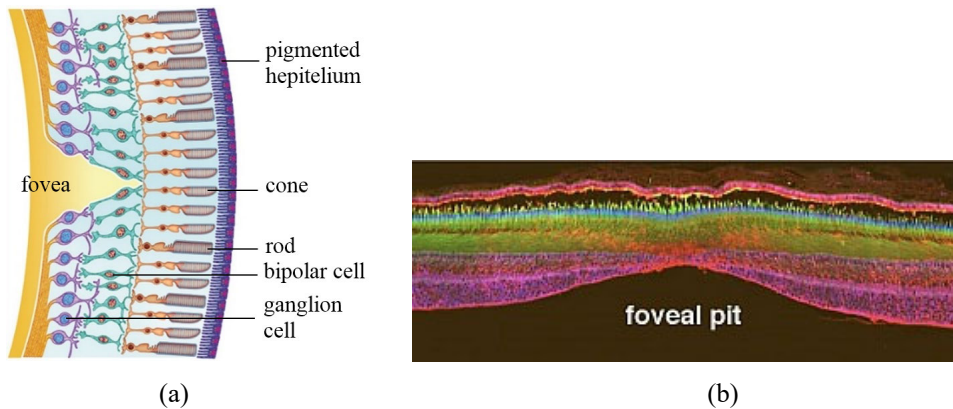 pigmented
hepitelium
fovea
cone
rod
bipolar cell
ganglion
cell
foveal pit
(a)
(b)